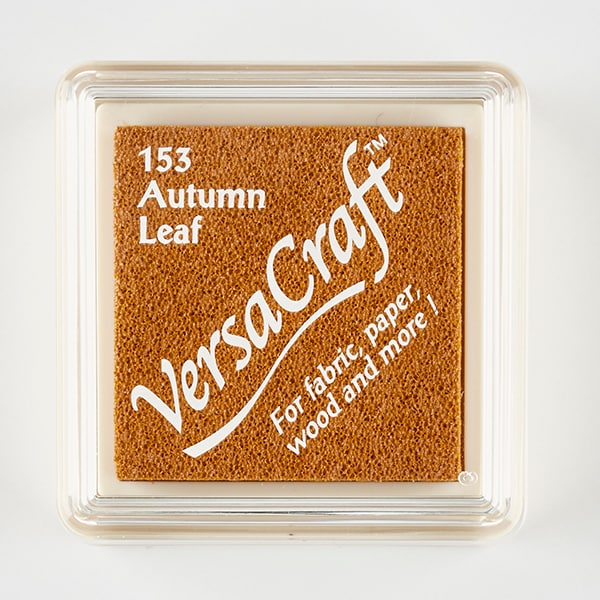 153
Autumn
Leaf
VersaCraft™
For fabric, paper,
wood and more !